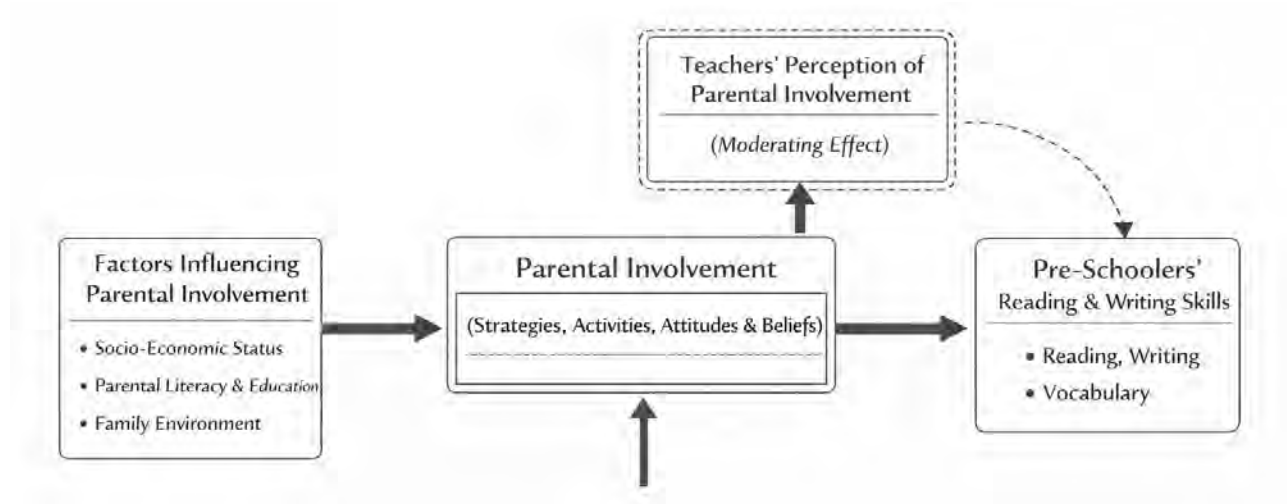 Teachers' Perception of
Parental Involvement
(Moderating Effect)
Factors Influencing
Parental Involvement
• Socio-Economic Status
• Parental Literacy & Education
• Family Environment
Parental Involvement
(Strategies, Activities, Attitudes & Beliefs)
Pre-Schoolers'
Reading & Writing Skills
• Reading, Writing
• Vocabulary